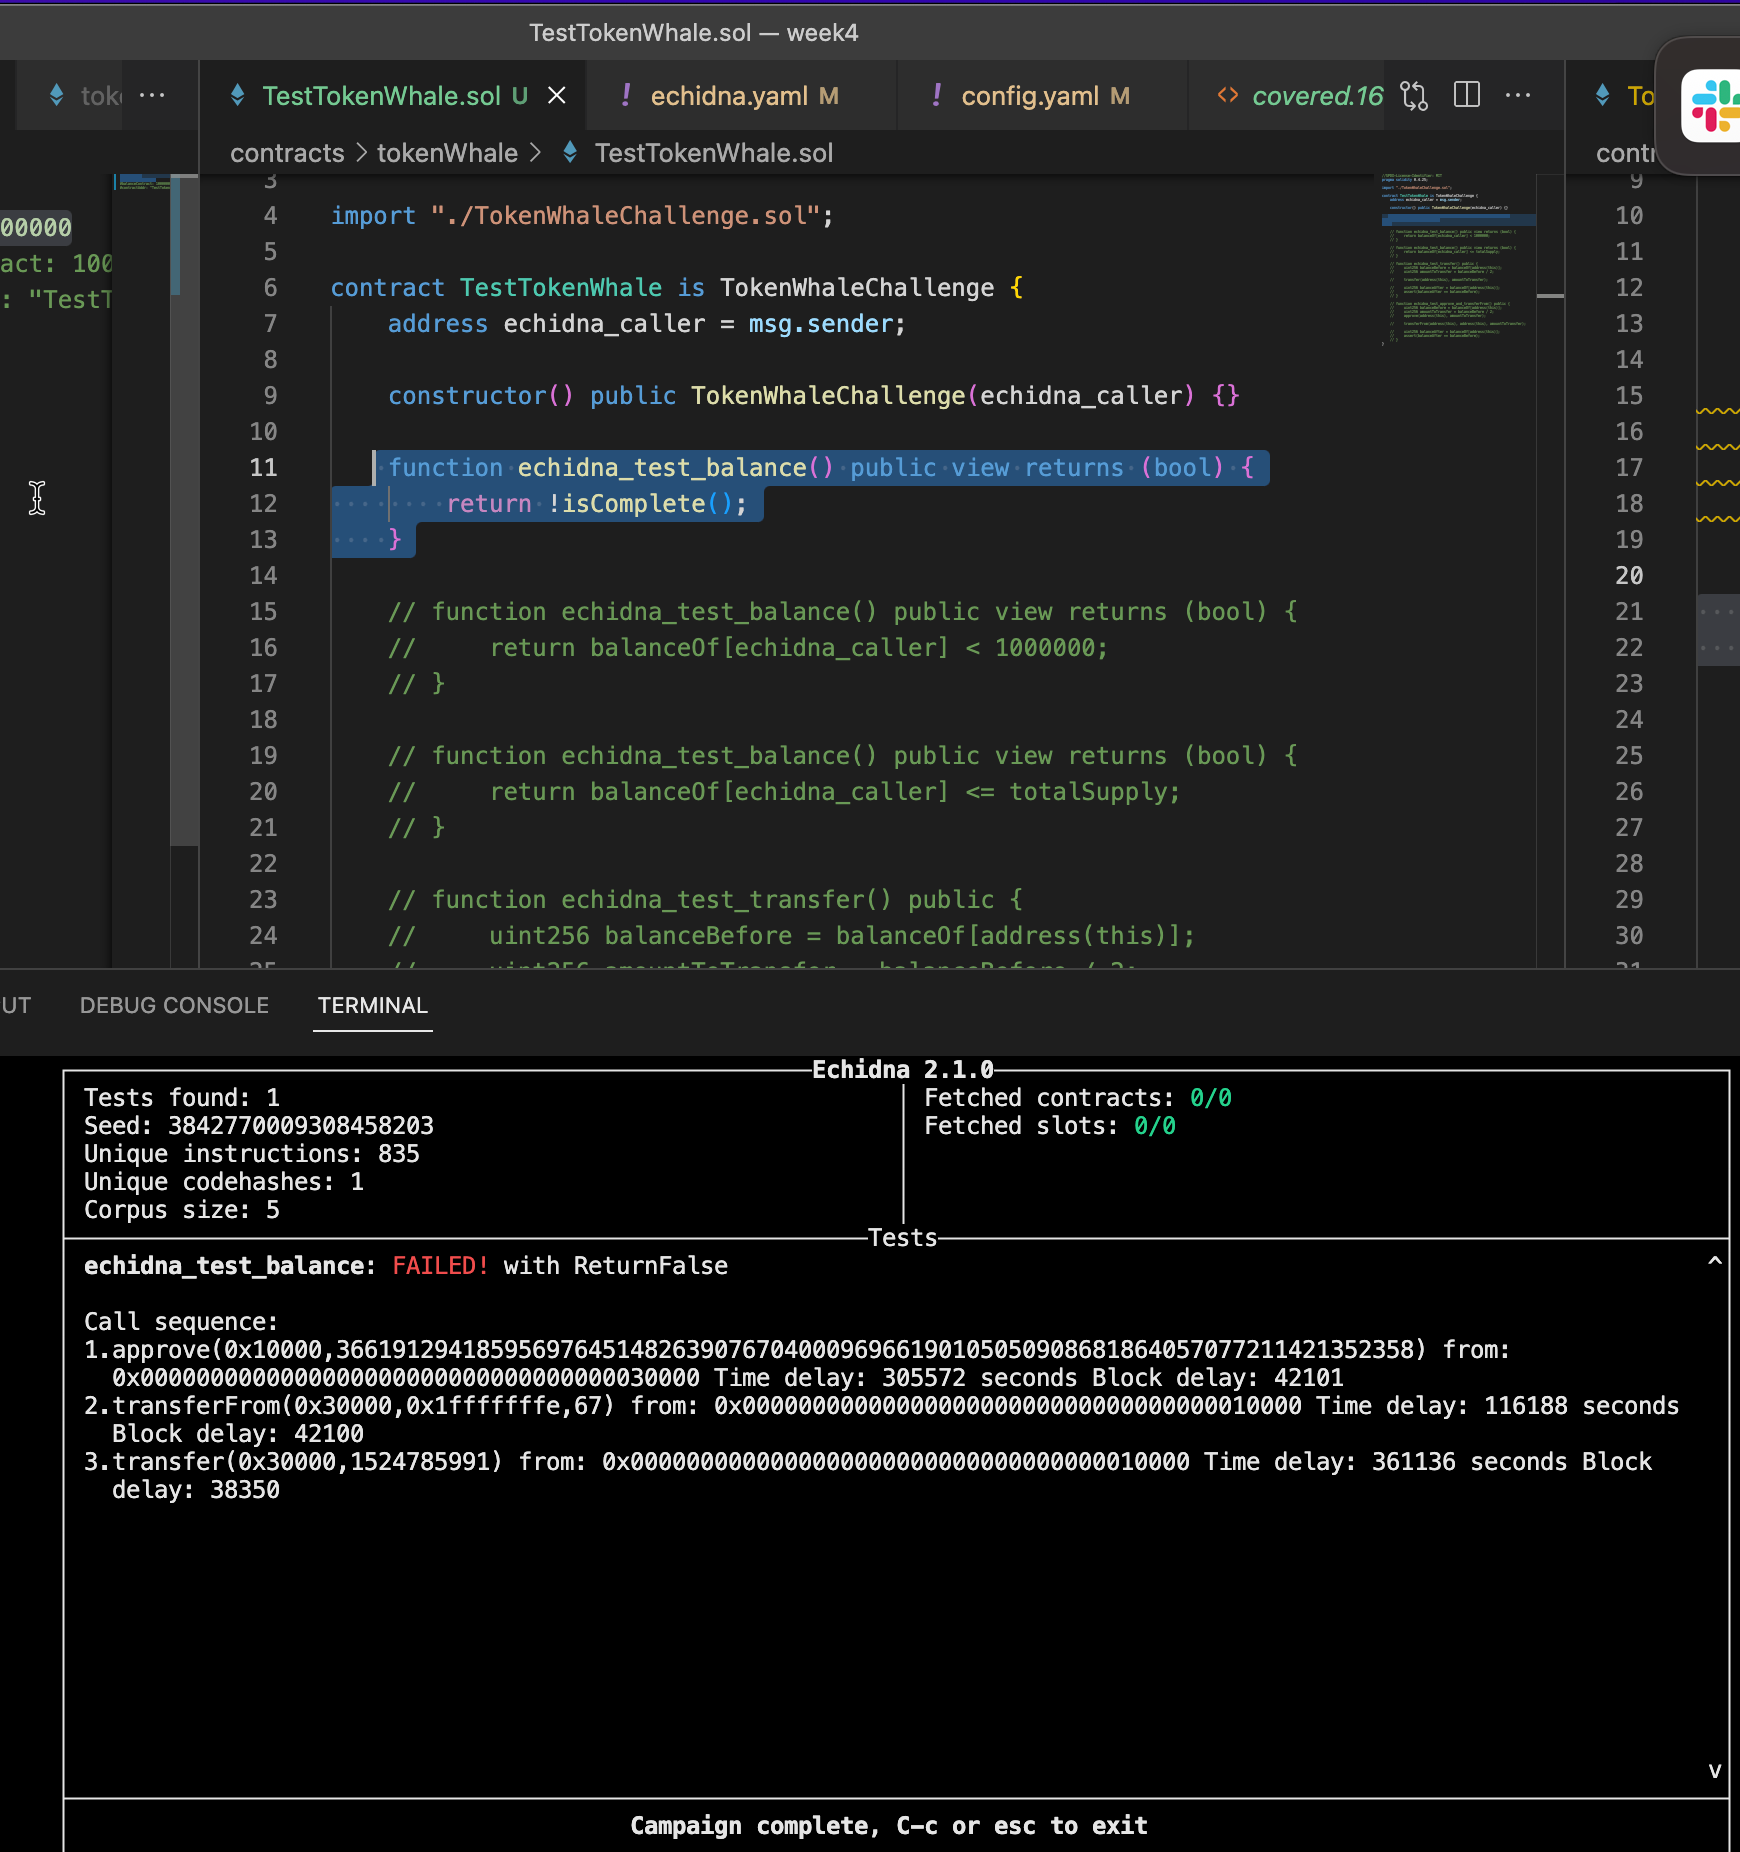 TestTokenWhale.sol — week4
TestTokenWhale.sol U
echidna.yaml M
config.yaml M
covered.16
contracts > tokenWhale > TestTokenWhale.sol
00000
act: 100
: "TestT
3
4 import "./TokenWhaleChallenge.sol";
5
6 contract TestTokenWhale is TokenWhaleChallenge {
7 address echidna_caller = msg.sender;
8
9 constructor() public TokenWhaleChallenge(echidna_caller) {}
10
11 function echidna_test_balance() public view returns (bool) {
12 return !isComplete();
13 }
14
15 // function echidna_test_balance() public view returns (bool) {
16 // return balanceOf[echidna_caller] < 1000000;
17 // }
18
19 // function echidna_test_balance() public view returns (bool) {
20 // return balanceOf[echidna_caller] <= totalSupply;
21 // }
22
23 // function echidna_test_transfer() public {
24 // uint256 balanceBefore = balanceOf[address(this)];
25 // uint256 amountToTransfer = balanceBefore / 2;
To
contr
9
10
11
12
13
14
15
16
17
18
19
20
21
22
23
24
25
26
27
28
29
30
31
UT
DEBUG CONSOLE
TERMINAL
Echidna 2.1.0
Tests found: 1
Seed: 3842770009308458203
Unique instructions: 835
Unique codehashes: 1
Corpus size: 5
Fetched contracts: 0/0
Fetched slots: 0/0
Tests
echidna_test_balance: FAILED! with ReturnFalse
Call sequence:
1.approve(0x10000,36619129418595697645148263907670400096966190105050908681864057077211421352358) from:
0x0000000000000000000000000000000000030000 Time delay: 305572 seconds Block delay: 42101
2.transferFrom(0x30000,0x1fffffffe,67) from: 0x0000000000000000000000000000000000010000 Time delay: 116188 seconds
Block delay: 42100
3.transfer(0x30000,1524785991) from: 0x0000000000000000000000000000000000010000 Time delay: 361136 seconds Block
delay: 38350
Campaign complete, C-c or esc to exit